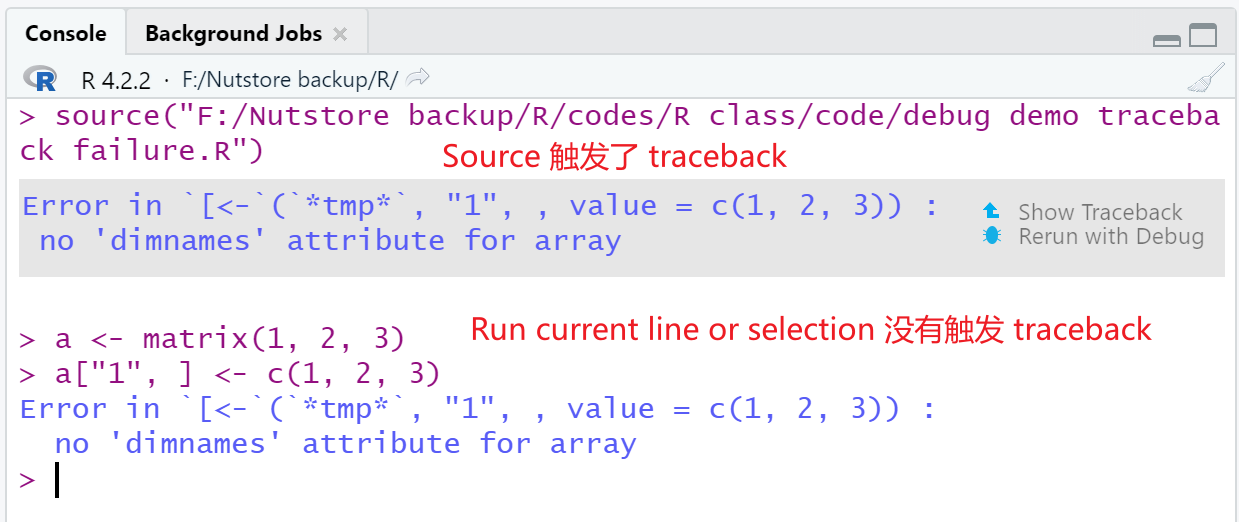 Console Background Jobs
R R 4.2.2 · F:/Nutstore backup/R/
> source("F:/Nutstore backup/R/codes/R class/code/debug demo traceba
ck failure.R")
Source 触发了 traceback
Error in `[<-`(`*tmp*`, "1", , value = c(1, 2, 3)) :
Show Traceback
no 'dimnames' attribute for array
Rerun with Debug
> a <- matrix(1, 2, 3)
Run current line or selection 没有触发 traceback
> a["1", ] <- c(1, 2, 3)
Error in `[<-`(`*tmp*`, "1", , value = c(1, 2, 3)) :
no 'dimnames' attribute for array
>